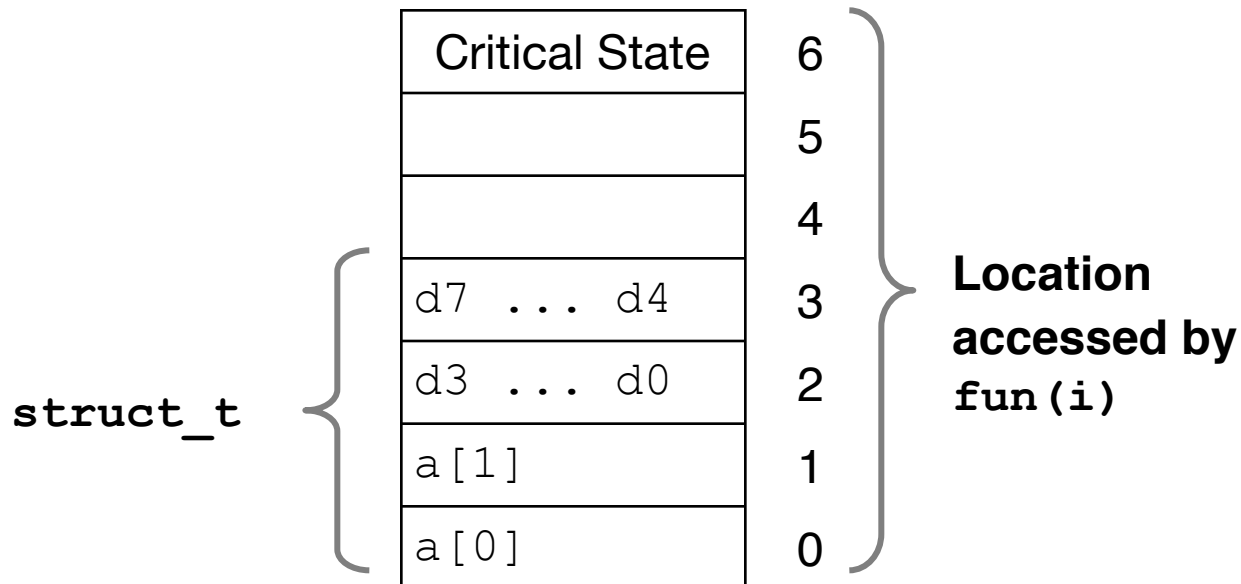 Critical State 6
5
4
d7 ... d4 3
d3 ... d0 2
a[1] 1
a[0] 0
struct_t
Location
accessed by
fun(i)